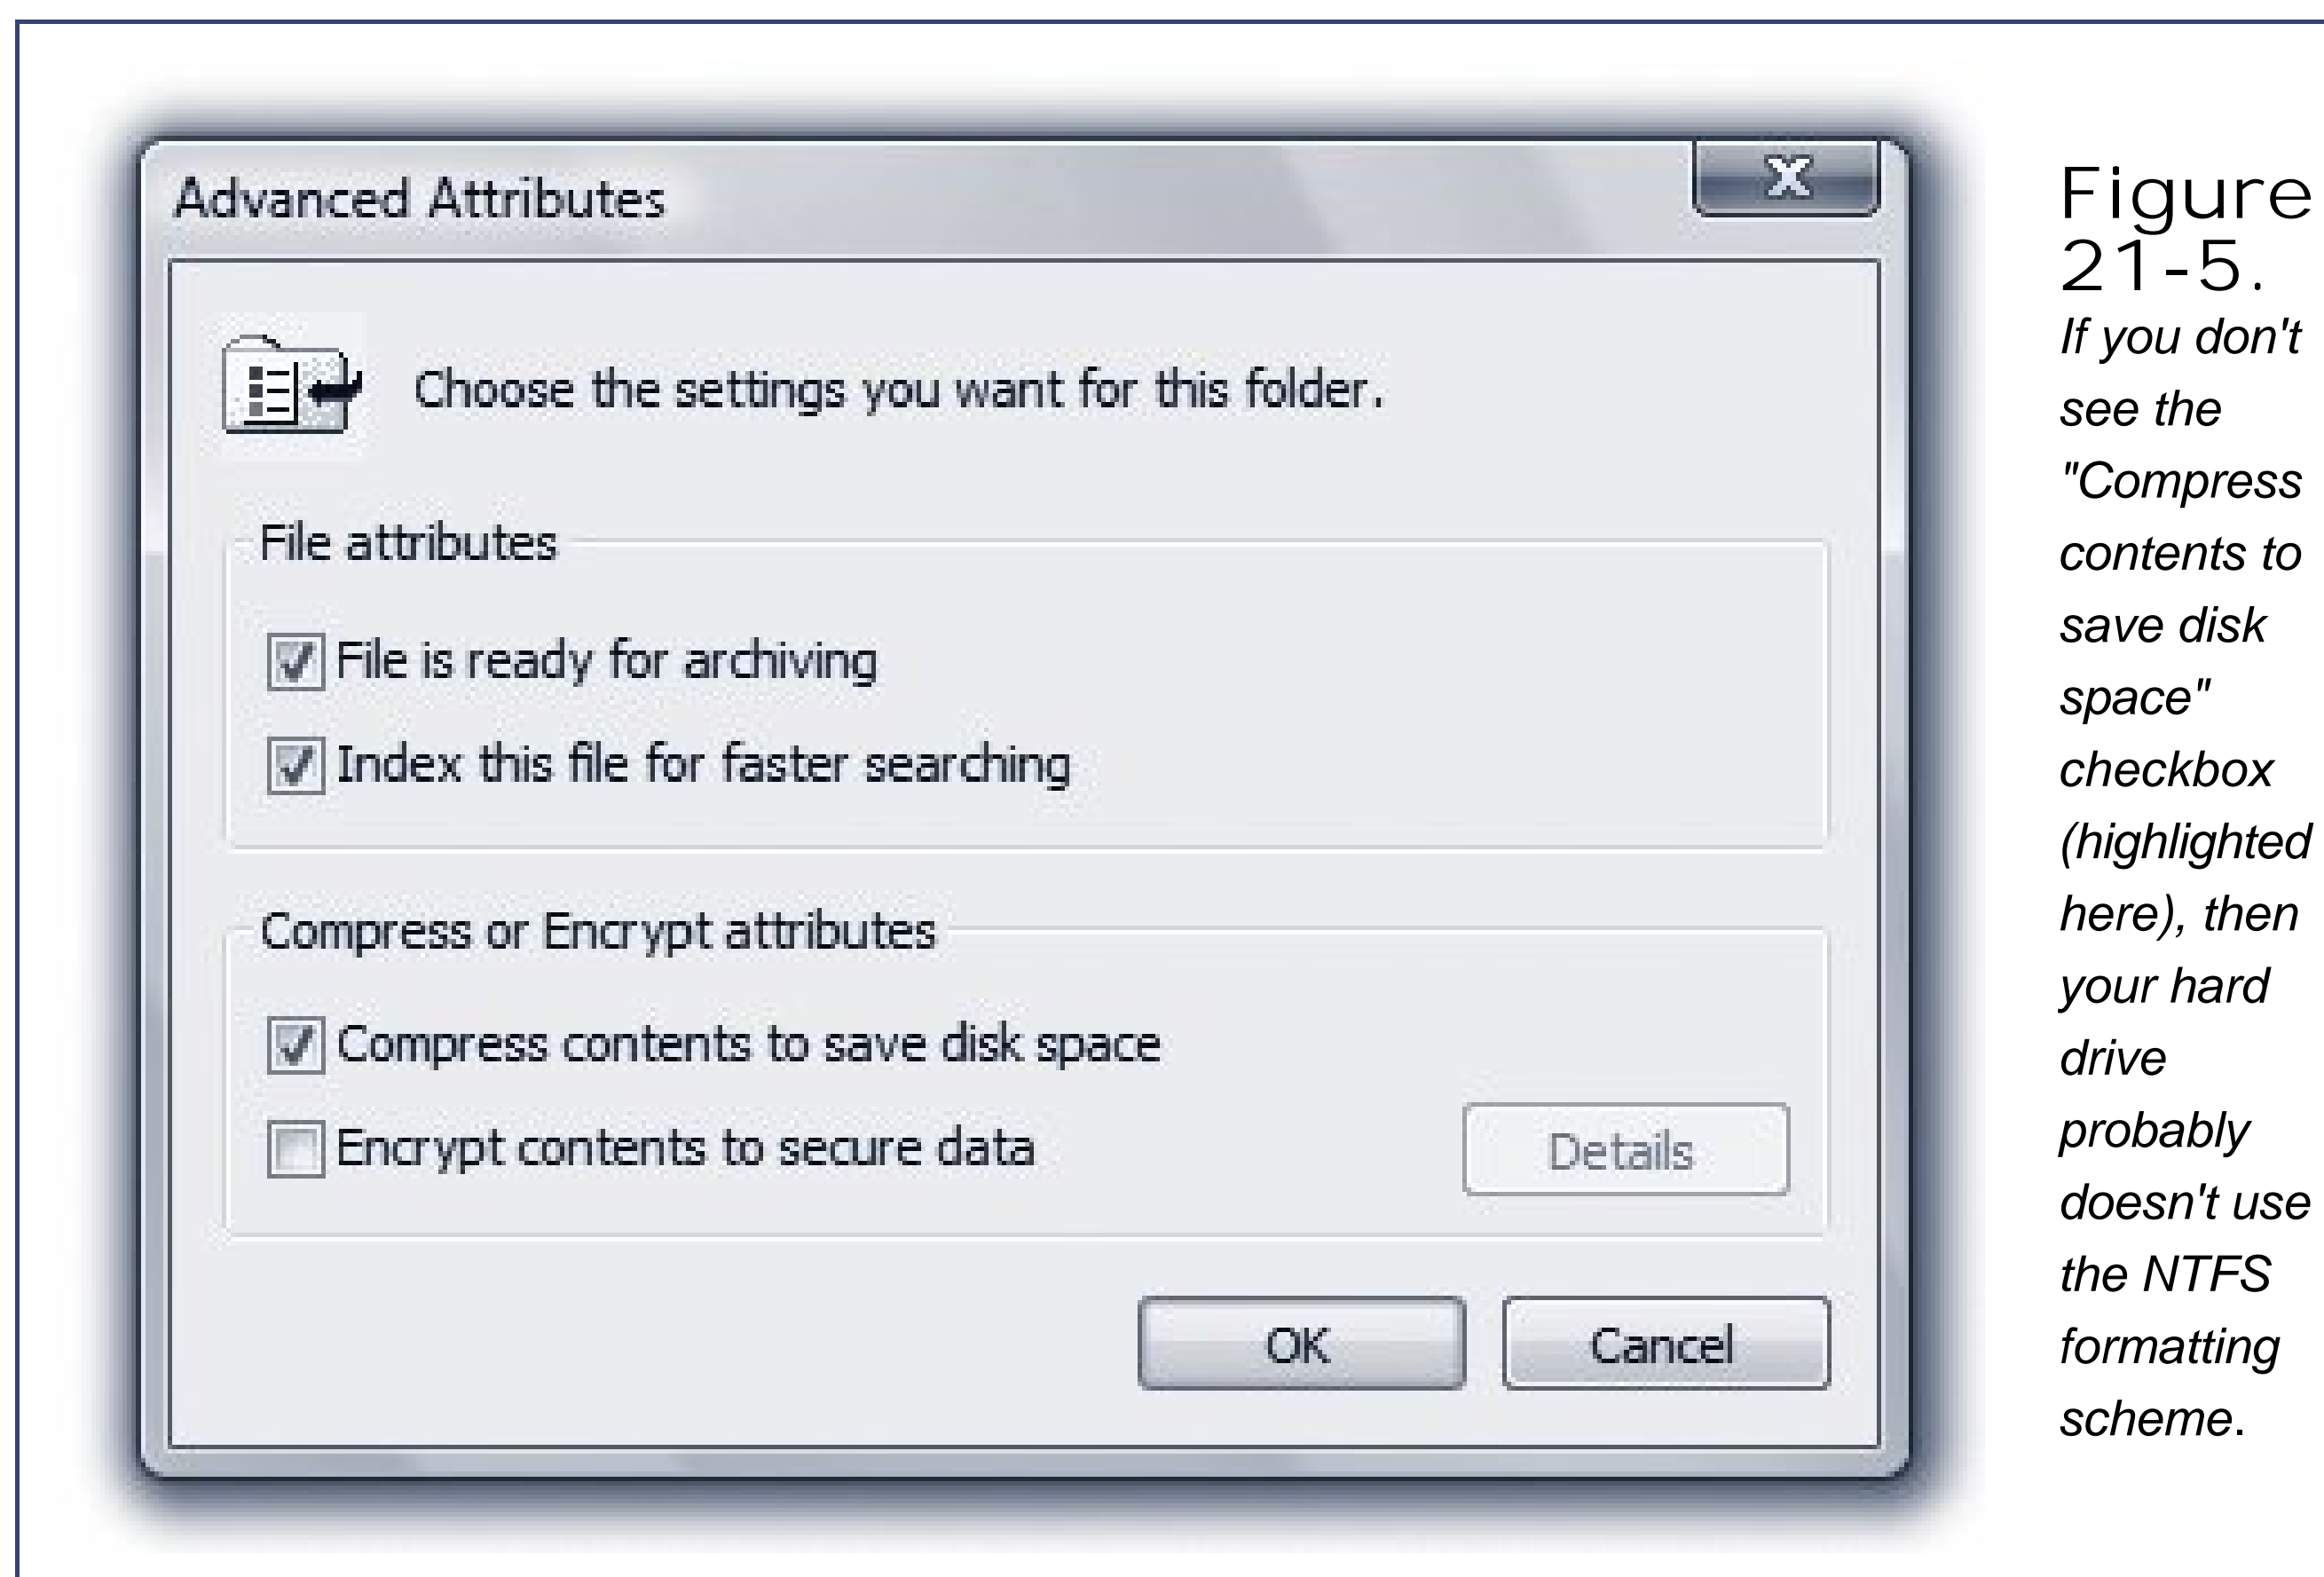 Advanced Attributes
Choose the settings you want for this folder.
File attributes
File is ready for archiving
Index this file for faster searching
Compress or Encrypt attributes
Compress contents to save disk space
Encrypt contents to secure data
Details
OK
Cancel
Figure
21-5.
If you don't
see the
"Compress
contents to
save disk
space"
checkbox
(highlighted
here), then
your hard
drive
probably
doesn't use
the NTFS
formatting
scheme.